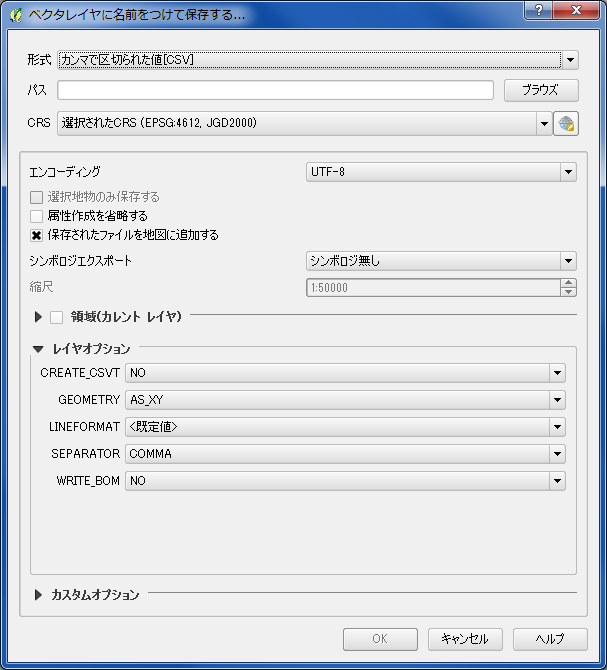 ベクタレイヤに名前をつけて保存する...
形式 カンマで区切られた値[CSV]
パス ブラウズ
CRS 選択されたCRS (EPSG:4612, JGD2000)
エンコーディング UTF-8
選択地物のみ保存する
属性作成を省略する
保存されたファイルを地図に追加する
シンボロジエクスポート シンボロジ無し
縮尺 1:50000
領域(カレント レイヤ)
レイヤオプション
CREATE_CSVT NO
GEOMETRY AS_XY
LINEFORMAT <既定値>
SEPARATOR COMMA
WRITE_BOM NO
カスタムオプション
OK キャンセル ヘルプ